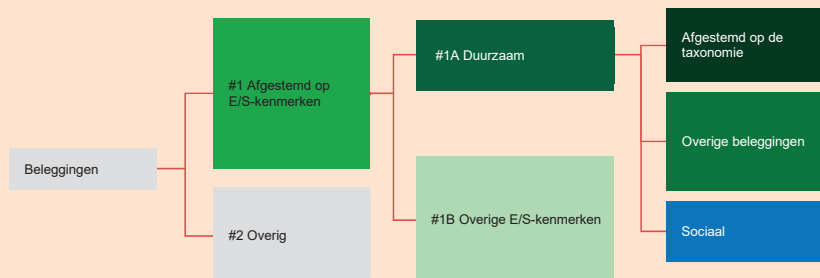 Beleggingen
#1 Afgestemd op
E/S-kenmerken
#2 Overig
#1A Duurzaam
#1B Overige E/S-kenmerken
Afgestemd op de
taxonomie
Overige beleggingen
Sociaal